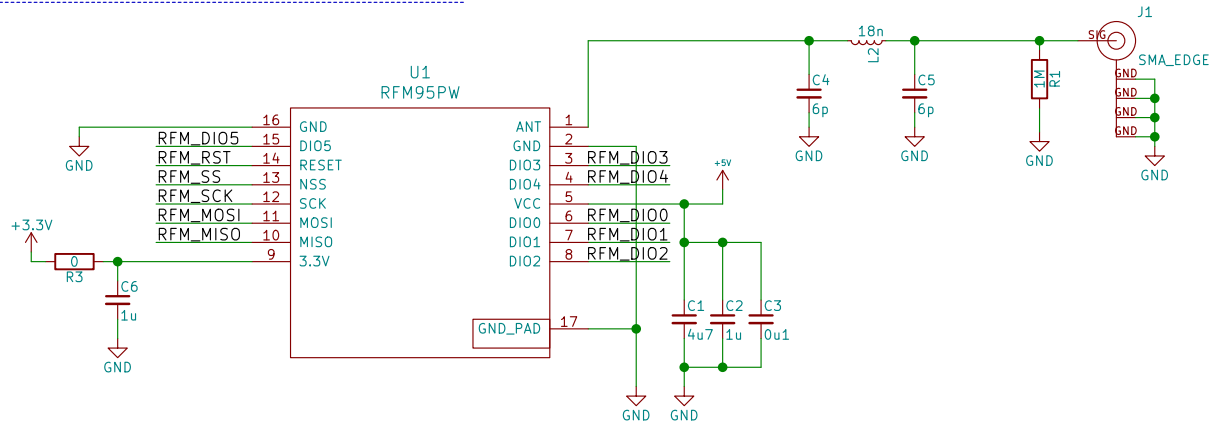 J1
18n
SIG
L2
SMA_EDGE
C4
6p
C5
6p
1M
R1
GND
GND
GND
GND
GND
GND
GND
GND
U1
RFM95PW
16 GND ANT 1
RFM_DIO5 15 DIO5 GND 2
RFM_RST 14 RESET DIO3 3 RFM_DIO3
RFM_SS 13 NSS DIO4 4 RFM_DIO4
RFM_SCK 12 SCK VCC 5
RFM_MOSI 11 MOSI DIO0 6 RFM_DIO0
RFM_MISO 10 MISO DIO1 7 RFM_DIO1
9 3.3V DIO2 8 RFM_DIO2
GND_PAD 17
GND
+5V
+3.3V
0
R3
C6
1u
GND
C1
4u7
C2
1u
C3
0u1
GND
GND